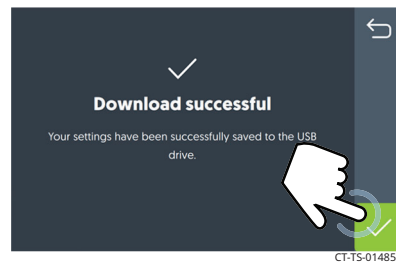 Download successful
Your settings have been successfully saved to the USB
drive.
CT-TS-01485